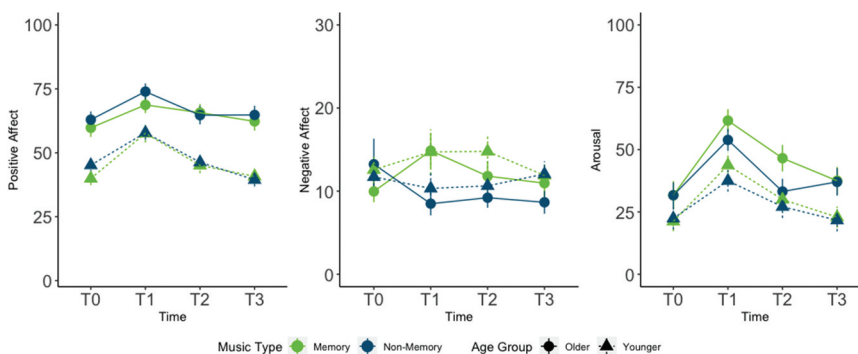 100
75
50
25
0
Positive Affect
T0 T1 T2 T3
Time
30
20
10
0
Negative Affect
T0 T1 T2 T3
Time
100
75
50
25
0
Arousal
T0 T1 T2 T3
Time
Music Type Memory Non-Memory Age Group Older Younger